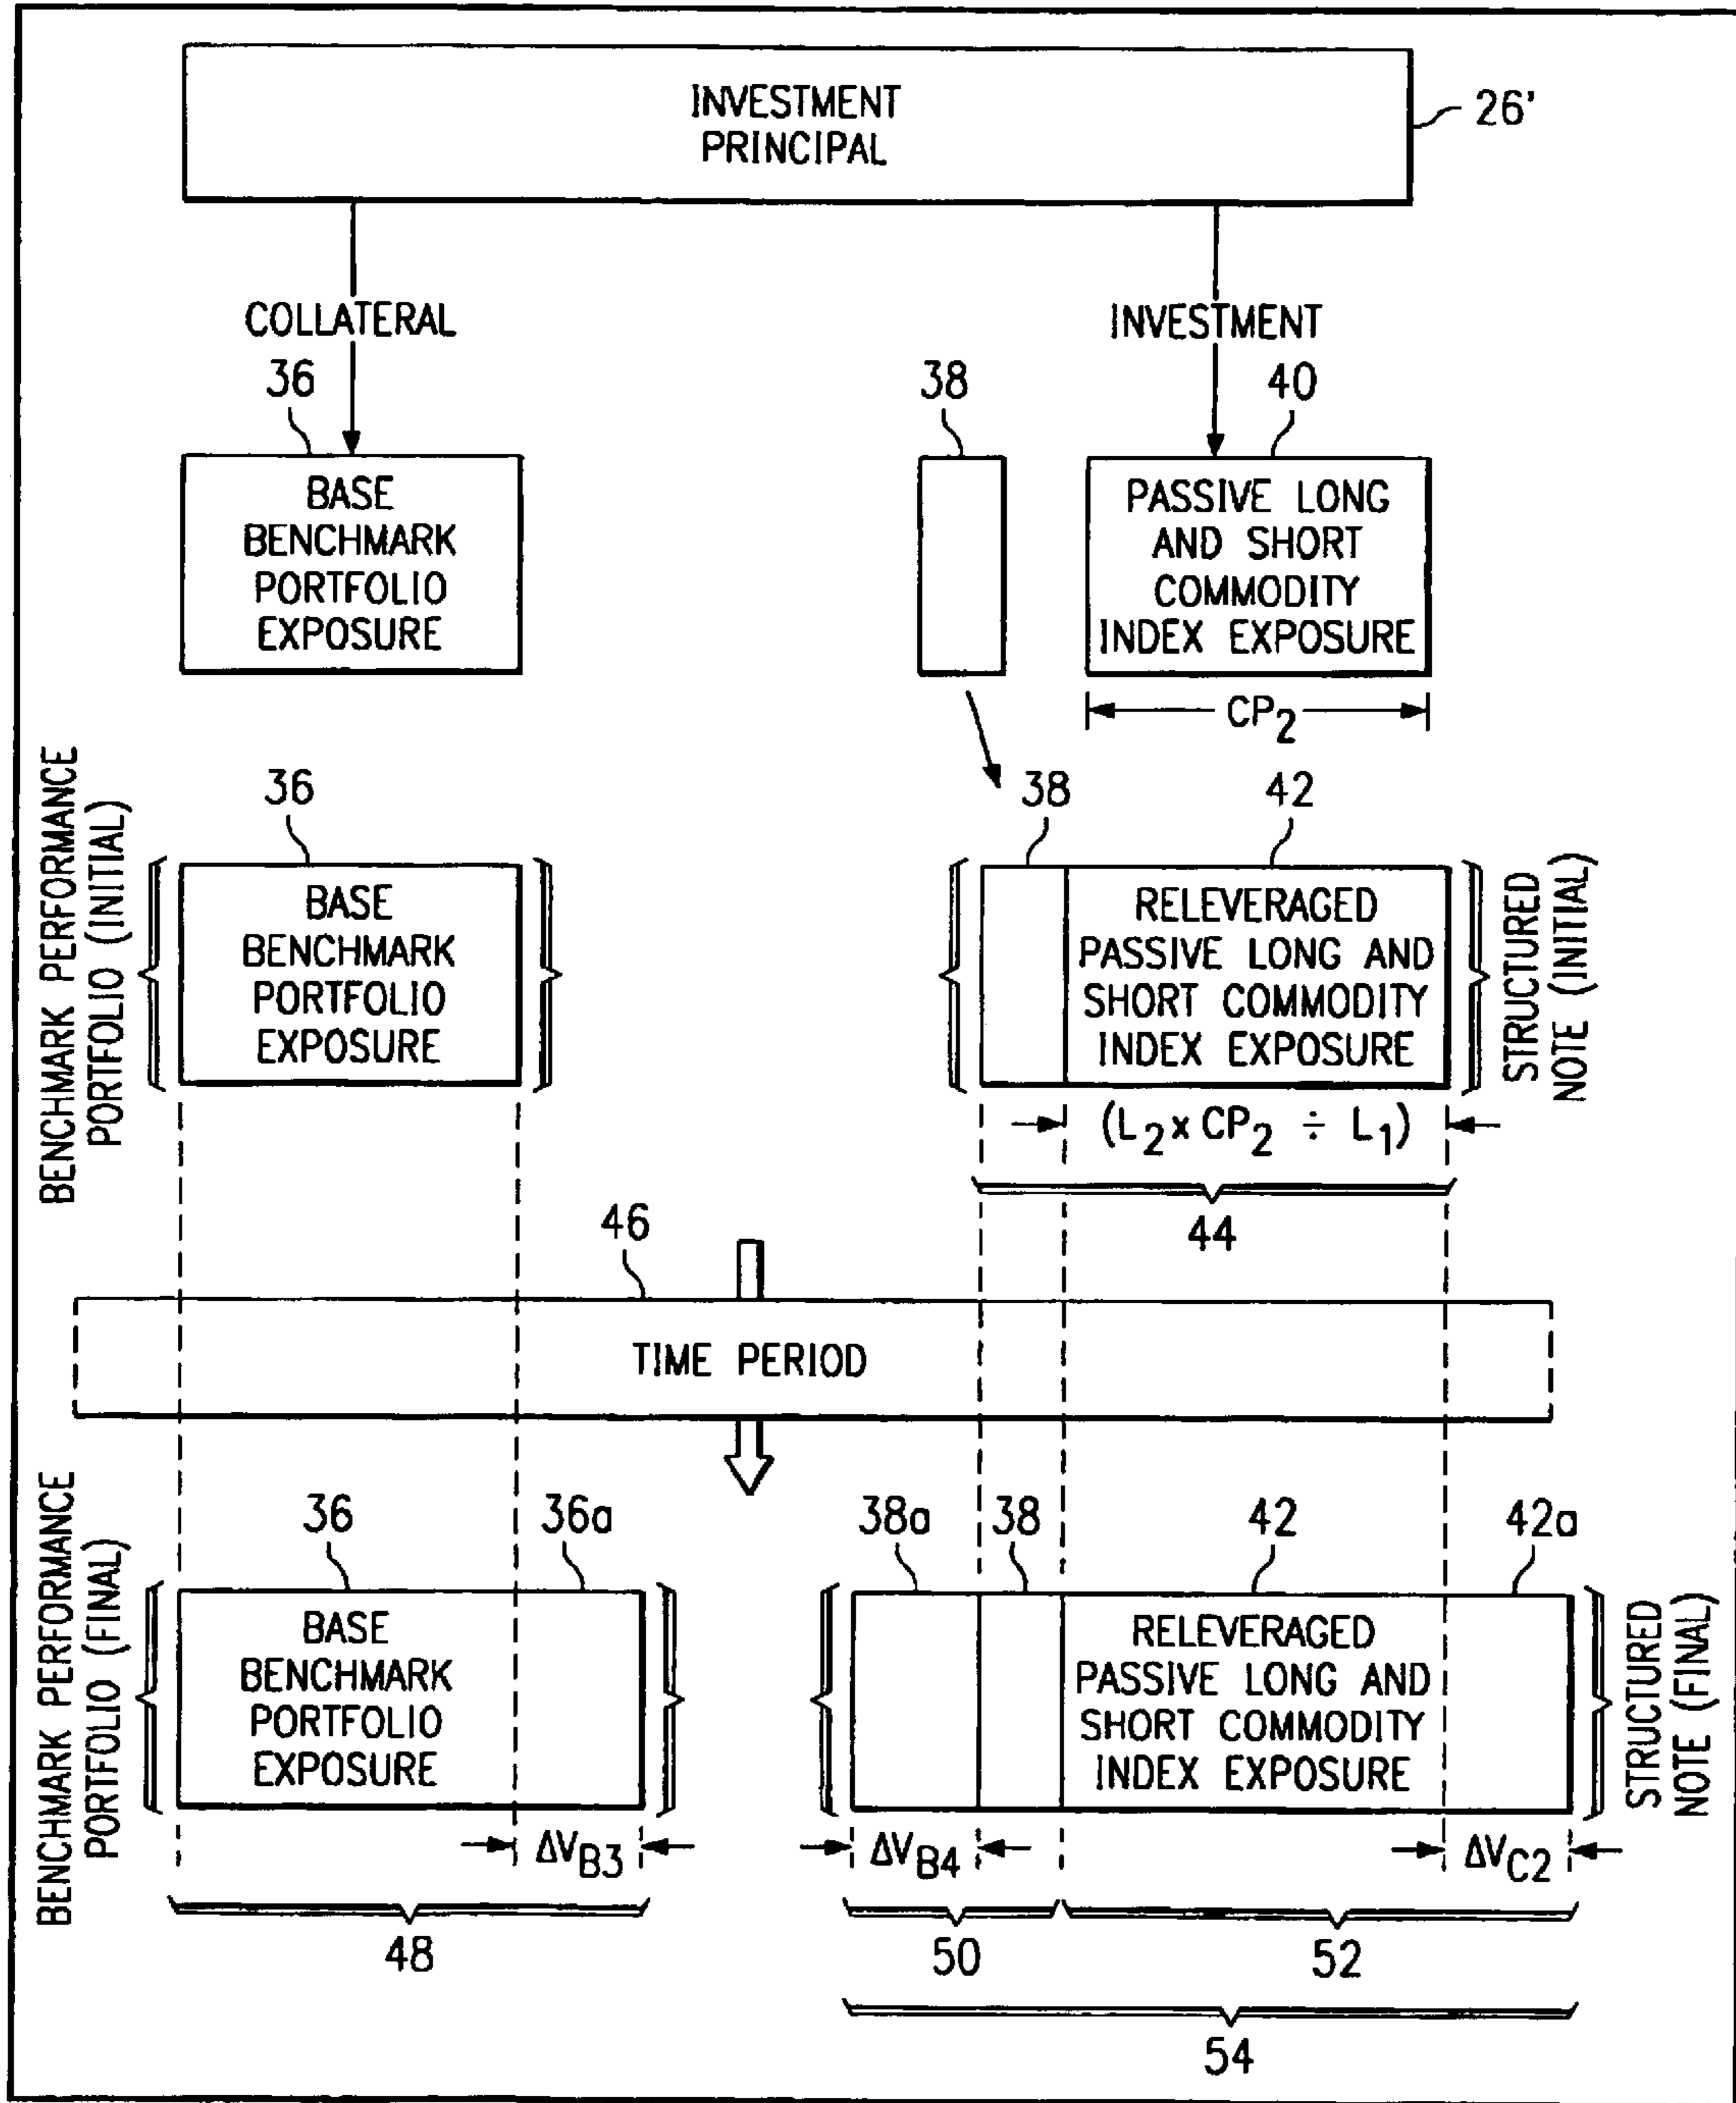 INVESTMENT
PRINCIPAL
26'
COLLATERAL
INVESTMENT
36
38
40
BASE
BENCHMARK
PORTFOLIO
EXPOSURE
PASSIVE LONG
AND SHORT
COMMODITY
INDEX EXPOSURE
CP2
BENCHMARK PERFORMANCE
PORTFOLIO (INITIAL)
36
38
42
BASE
BENCHMARK
PORTFOLIO
EXPOSURE
RELEVERAGED
PASSIVE LONG AND
SHORT COMMODITY
INDEX EXPOSURE
STRUCTURED
NOTE (INITIAL)
(L2 x CP2 ÷ L1)
44
46
TIME PERIOD
BENCHMARK PERFORMANCE
PORTFOLIO (FINAL)
36
36a
38a
38
42
42a
BASE
BENCHMARK
PORTFOLIO
EXPOSURE
RELEVERAGED
PASSIVE LONG AND
SHORT COMMODITY
INDEX EXPOSURE
STRUCTURED
NOTE (FINAL)
ΔVB3
ΔVB4
ΔVC2
48
50
52
54